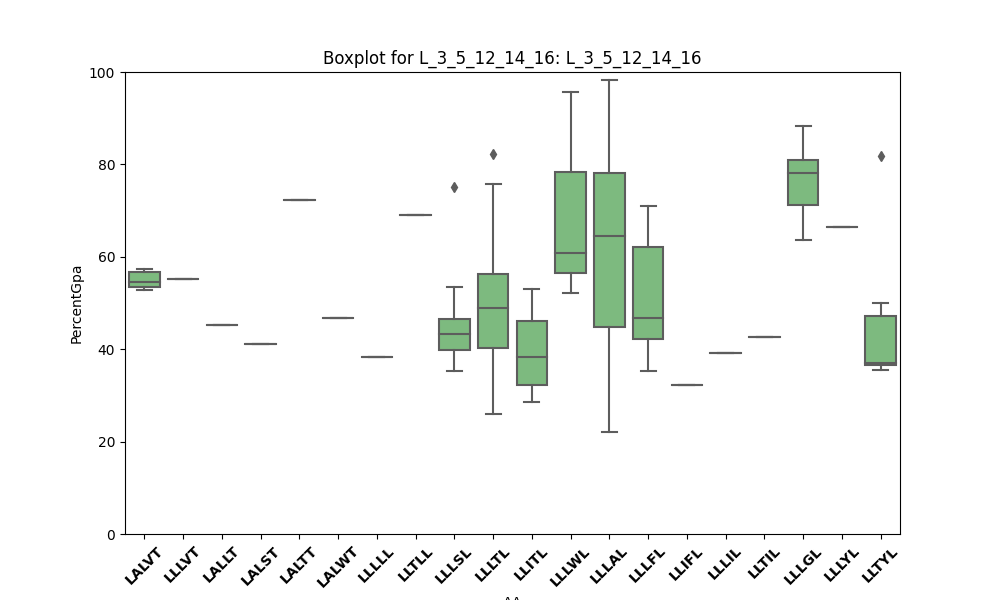 Boxplot for L_3_5_12_14_16: L_3_5_12_14_16
100
80
60
40
20
0
PercentGpa
LALVT LLLVT LALLT LALST LALTT LALWT LLLLL LLTLL LLLSL LLLTL LLITL LLLWL LLLAL LLLFL LLIFL LLLIL LLTIL LLLGL LLLYL LLTYL